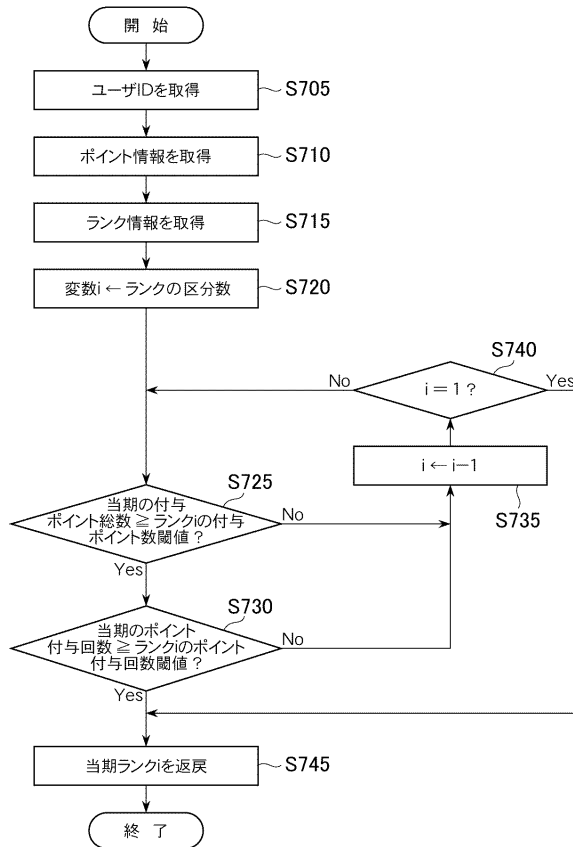 開 始
ユーザIDを取得
S705
ポイント情報を取得
S710
ランク情報を取得
S715
変数i ← ランクの区分数
S720
S740
No
i = 1 ?
Yes
i ← i−1
S735
S725
当期の付与
ポイント総数 ≧ ランクiの付与
ポイント数閾値 ?
No
Yes
S730
当期のポイント
付与回数 ≧ ランクiのポイント
付与回数閾値 ?
No
Yes
当期ランクiを返戻
S745
終 了